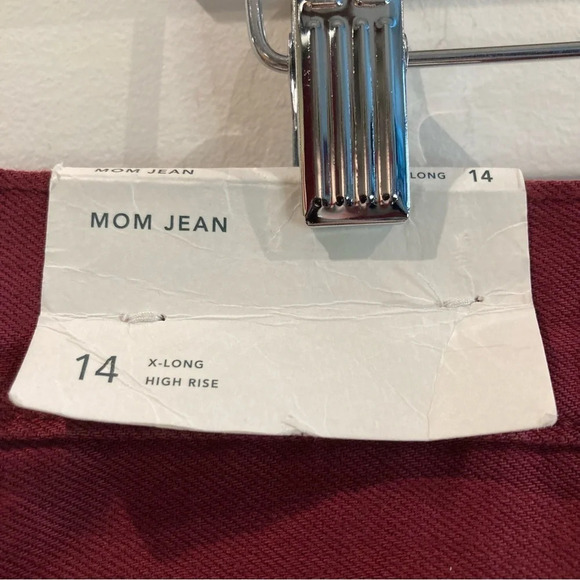 MOM JEAN
LONG 14
MOM JEAN
14
X-LONG
HIGH RISE